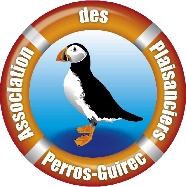 Association
des
Plaisanciers
Perros-Guirec